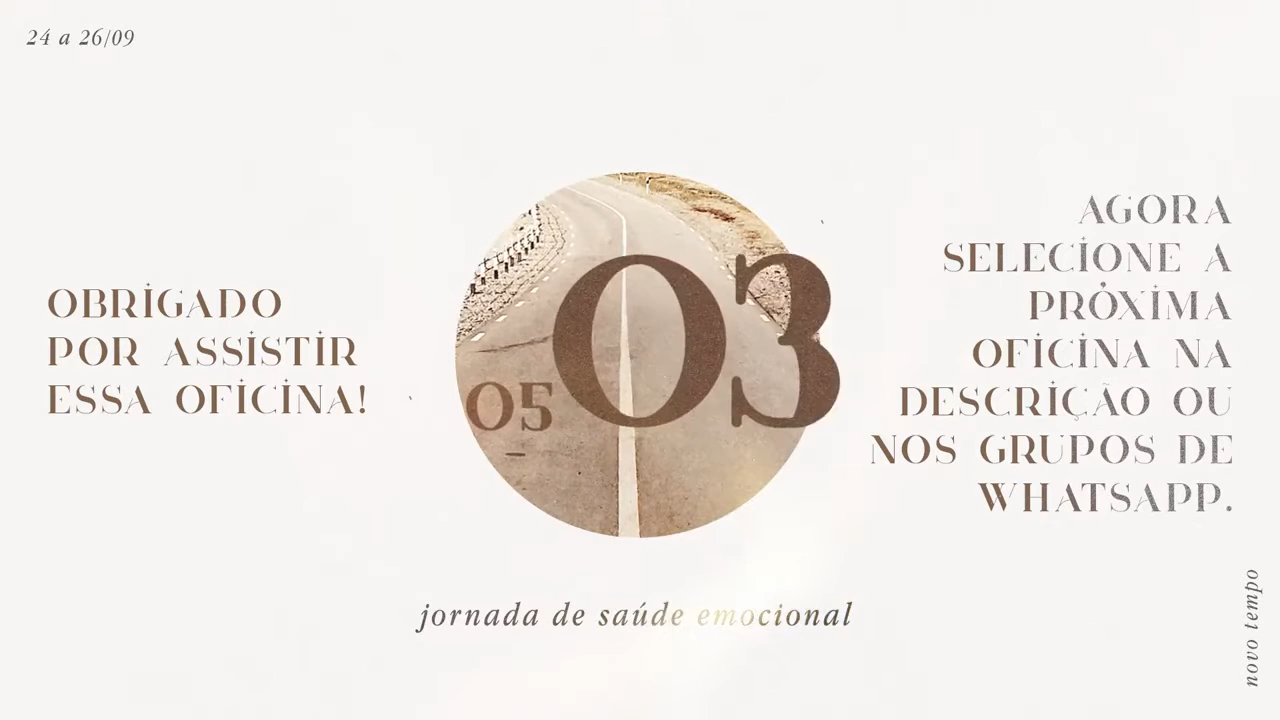 24 a 26/09
OBRIGADO
POR ASSISTIR
ESSA OFICINA!
05
03
AGORA
SELECIONE A
PRÓXIMA
OFICINA NA
DESCRIÇÃO OU
NOS GRUPOS DE
WHATSAPP.
jornada de saúde emocional
novo tempo